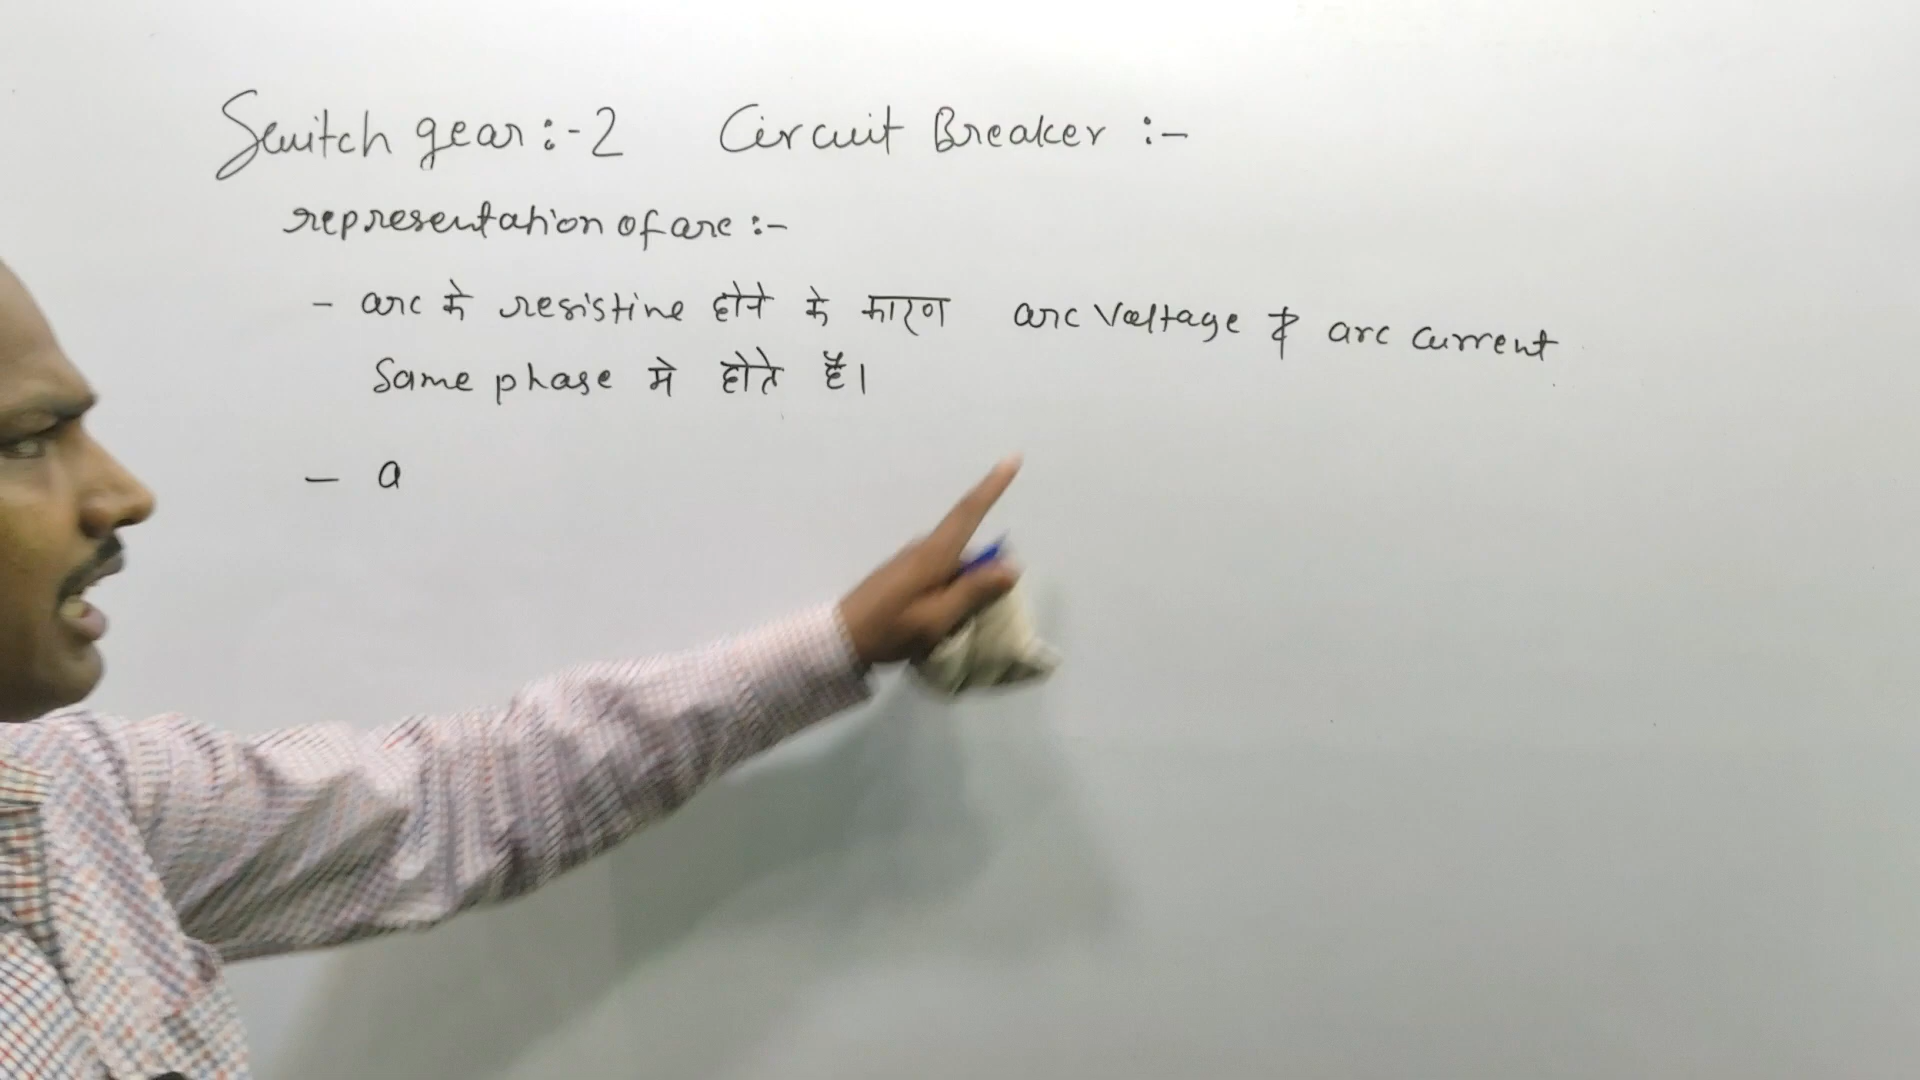 Switch gear:-2 Circuit Breaker :-
representation of arc :-
- arc के resistive होने के कारण arc Voltage & arc current
Same phase मे होते है।
- a